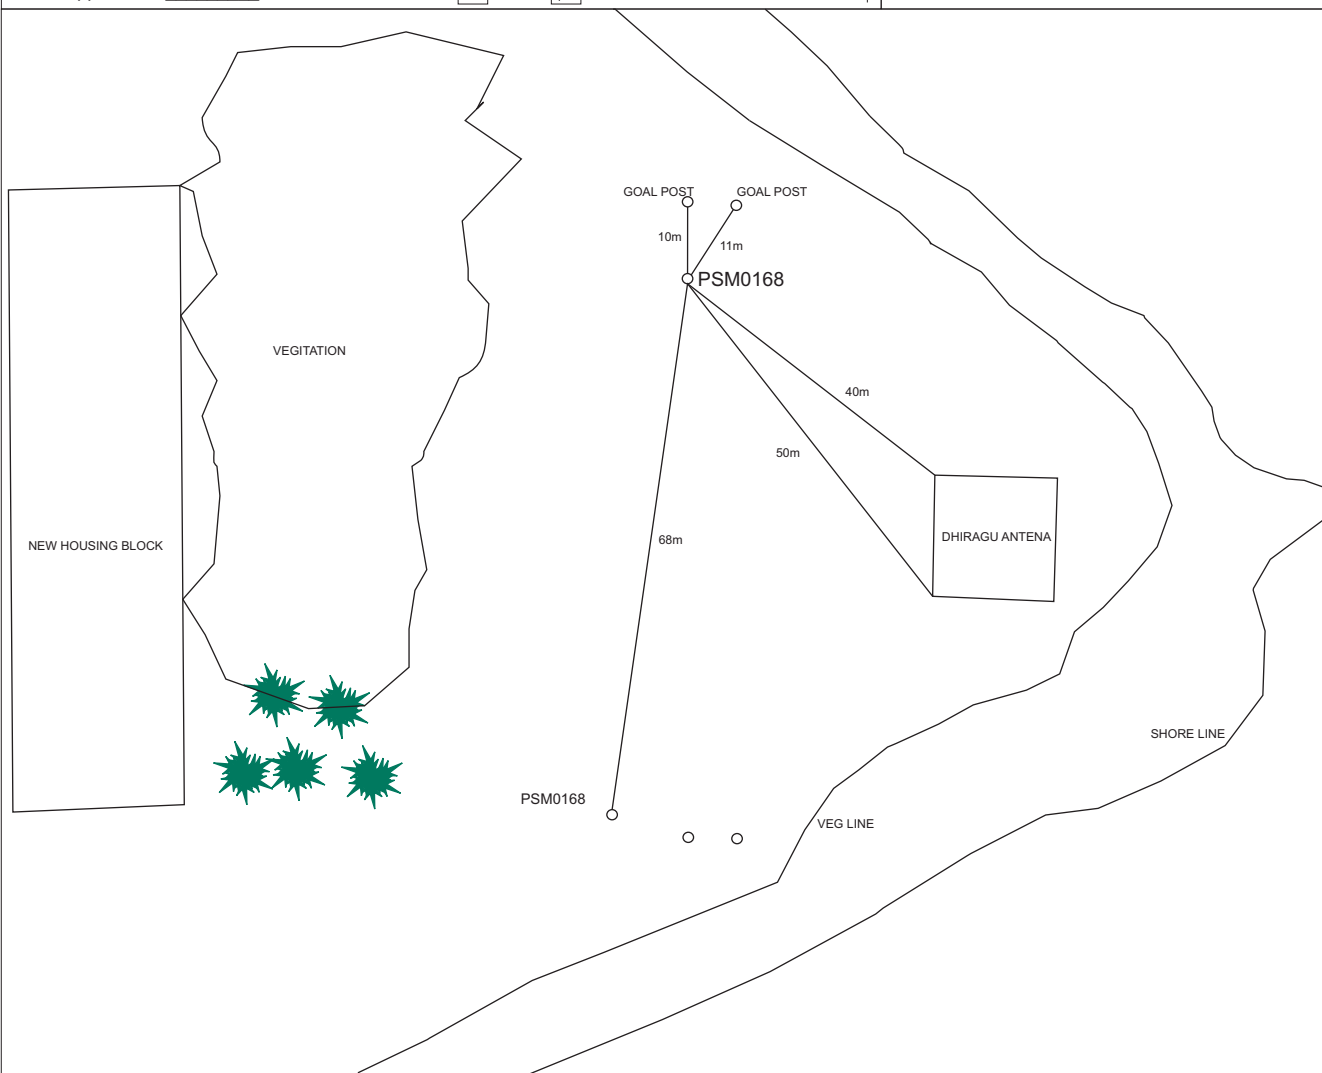 GOAL POST
GOAL POST
10m
11m
PSM0168
VEGITATION
40m
50m
NEW HOUSING BLOCK
68m
DHIRAGU ANTENA
SHORE LINE
PSM0168
VEG LINE